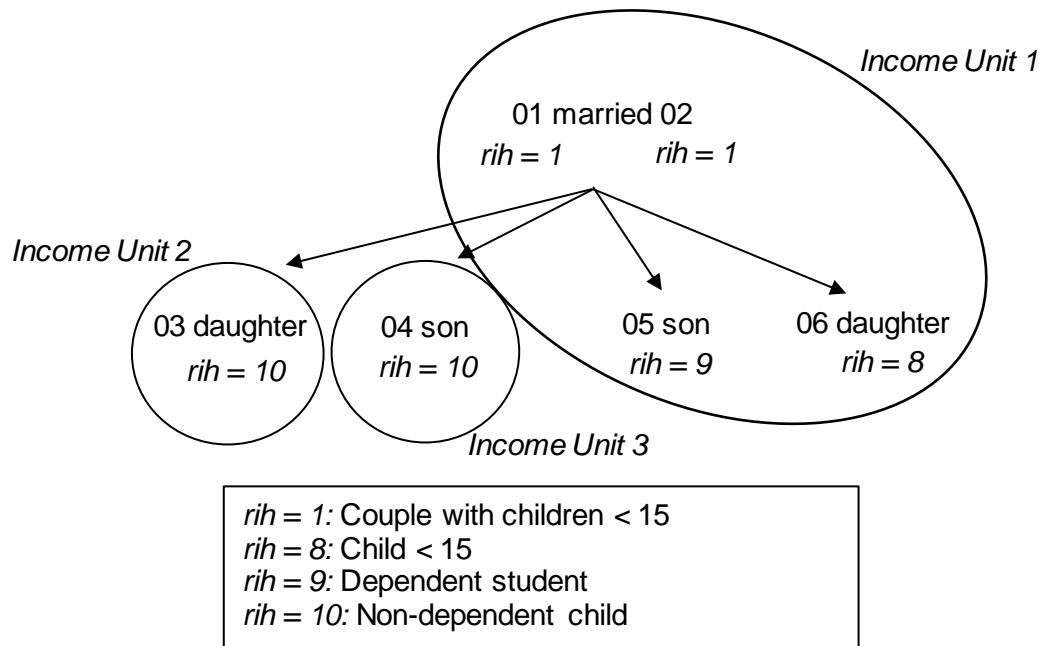 Income Unit 1
01 married 02
rih = 1 rih = 1
Income Unit 2
03 daughter 04 son 05 son 06 daughter
rih = 10 rih = 10 rih = 9 rih = 8
Income Unit 3
rih = 1: Couple with children < 15
rih = 8: Child < 15
rih = 9: Dependent student
rih = 10: Non-dependent child